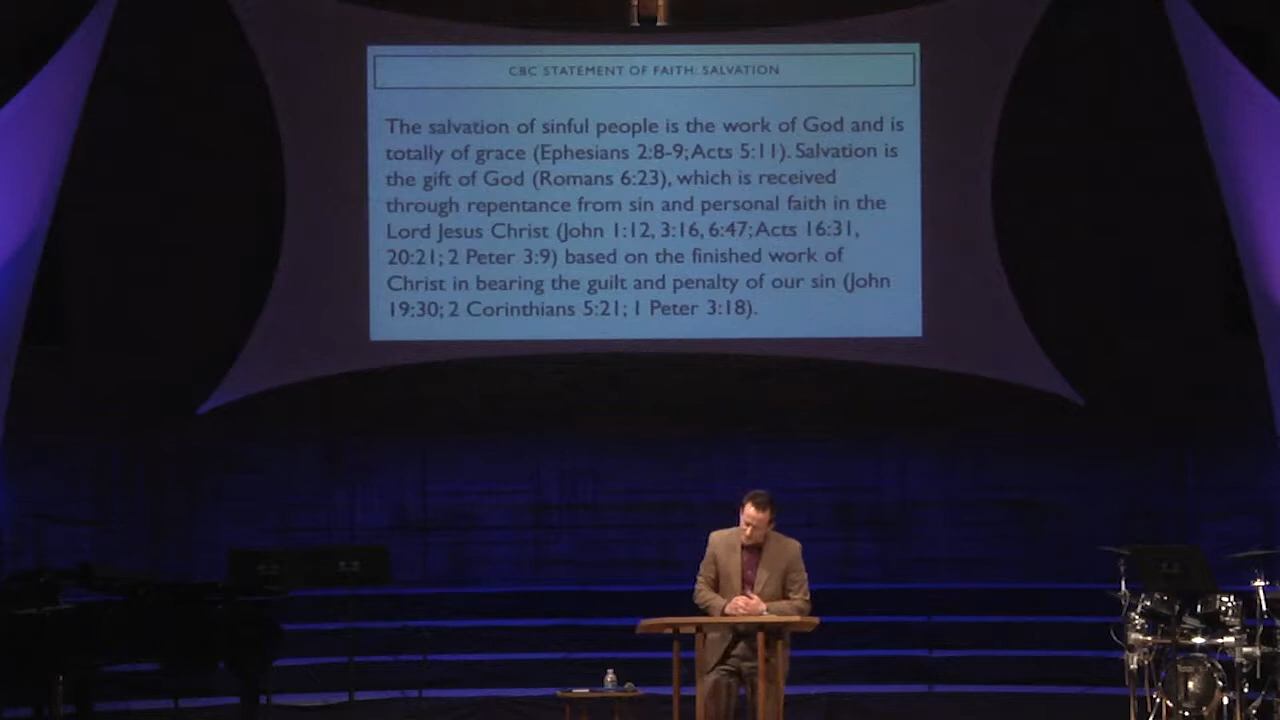 CBC STATEMENT OF FAITH: SALVATION
The salvation of sinful people is the work of God and is
totally of grace (Ephesians 2:8-9; Acts 5:11). Salvation is
the gift of God (Romans 6:23), which is received
through repentance from sin and personal faith in the
Lord Jesus Christ (John 1:12, 3:16, 6:47; Acts 16:31,
20:21; 2 Peter 3:9) based on the finished work of
Christ in bearing the guilt and penalty of our sin (John
19:30; 2 Corinthians 5:21; 1 Peter 3:18).